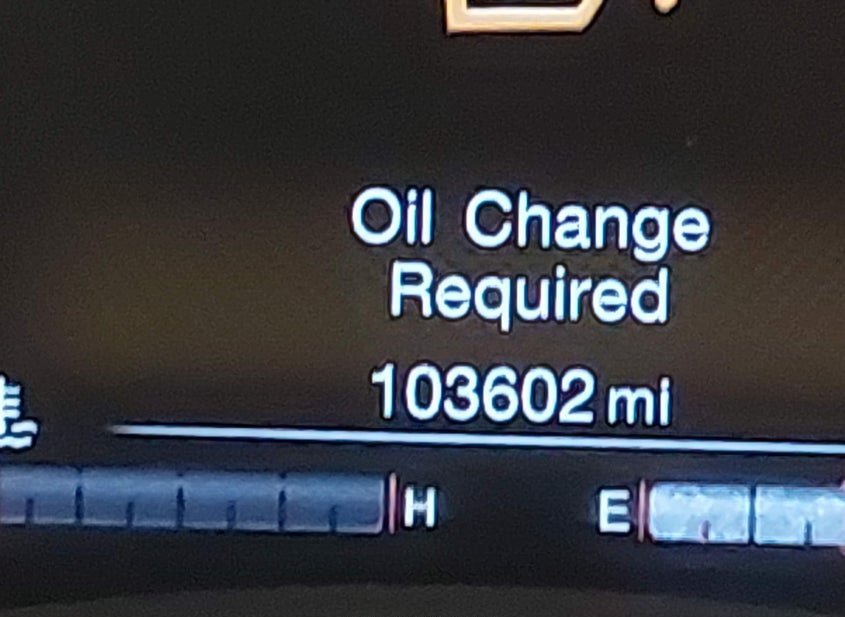 Oil Change
Required
103602 mi
H E